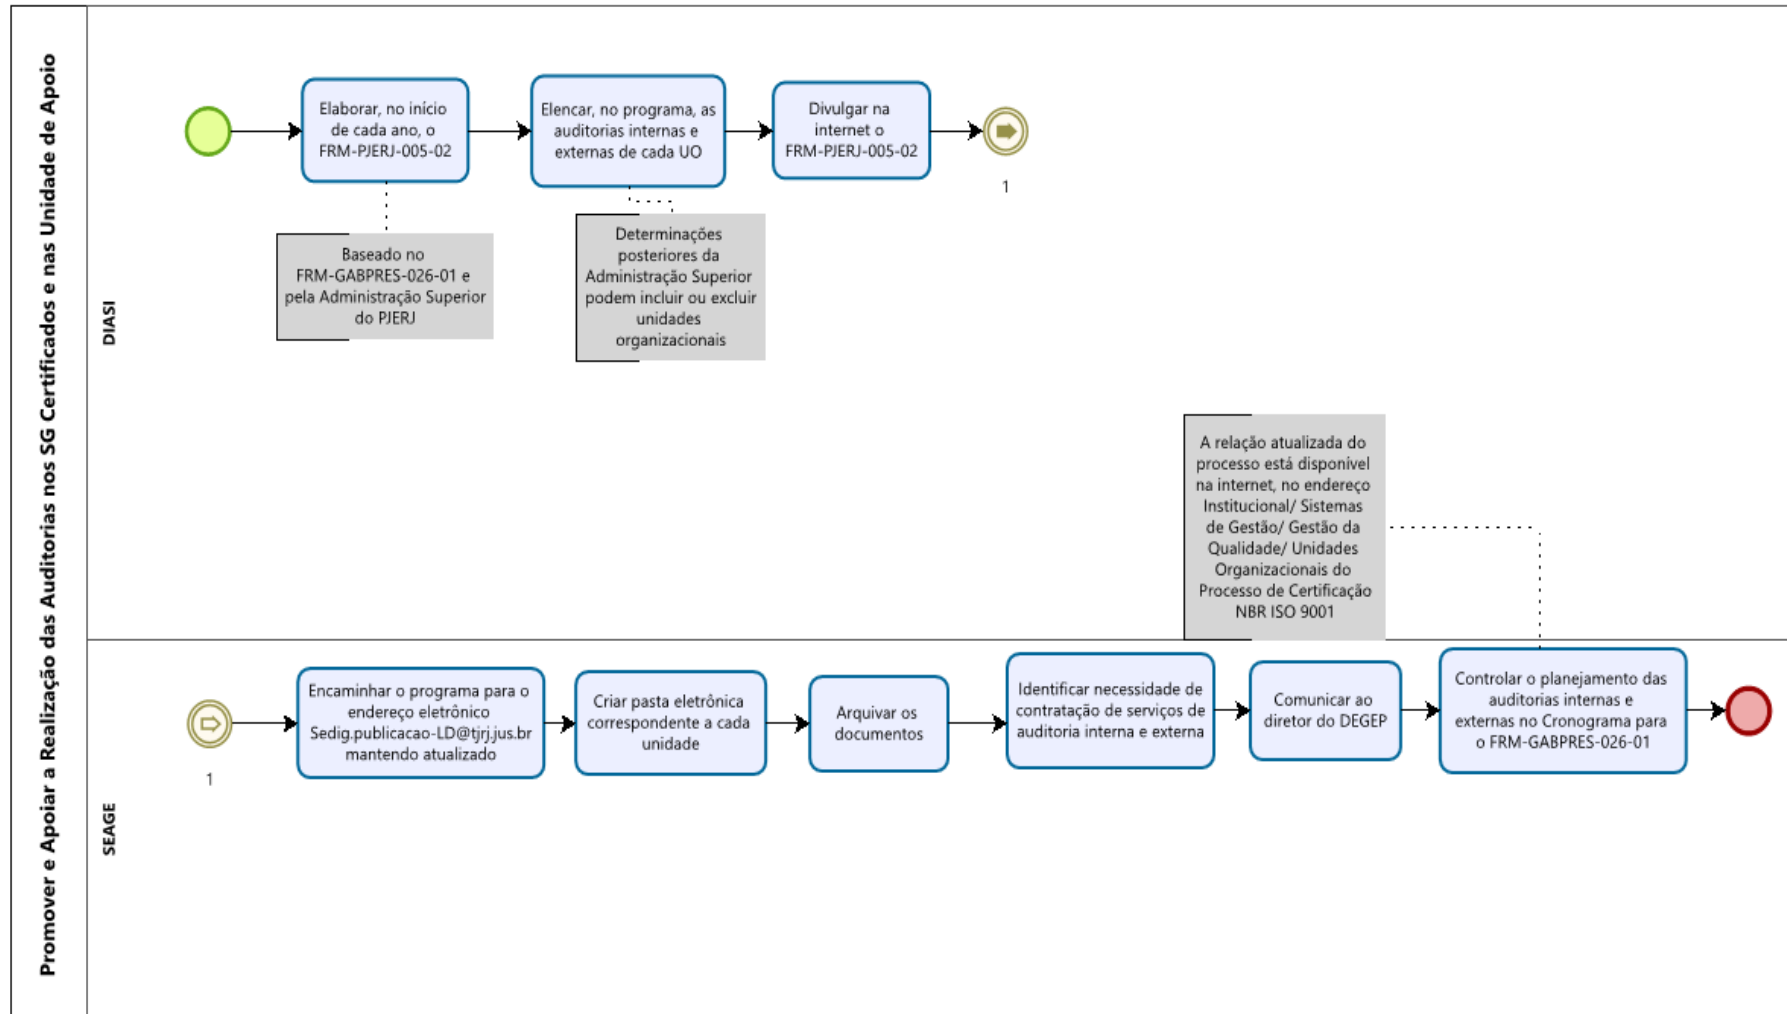 Promover e Apoiar a Realização das Auditorias nos SG Certificados e nas Unidade de Apoio
DIASI
Elaborar, no início
de cada ano, o
FRM-PJERJ-005-02
Elencar, no programa, as
auditorias internas e
externas de cada UO
Divulgar na
internet o
FRM-PJERJ-005-02
1
Baseado no
FRM-GABPRES-026-01 e
pela Administração Superior
do PJERJ
Determinações
posteriores da
Administração Superior
podem incluir ou excluir
unidades
organizacionais
A relação atualizada do
processo está disponível
na internet, no endereço
Institucional/ Sistemas
de Gestão/ Gestão da
Qualidade/ Unidades
Organizacionais do
Processo de Certificação
NBR ISO 9001
SEAGE
1
Encaminhar o programa para o
endereço eletrônico
Sedig.publicacao-LD@tjrj.jus.br
mantendo atualizado
Criar pasta eletrônica
correspondente a cada
unidade
Arquivar os
documentos
Identificar necessidade de
contratação de serviços de
auditoria interna e externa
Comunicar ao
diretor do DEGEP
Controlar o planejamento das
auditorias internas e
externas no Cronograma para
o FRM-GABPRES-026-01